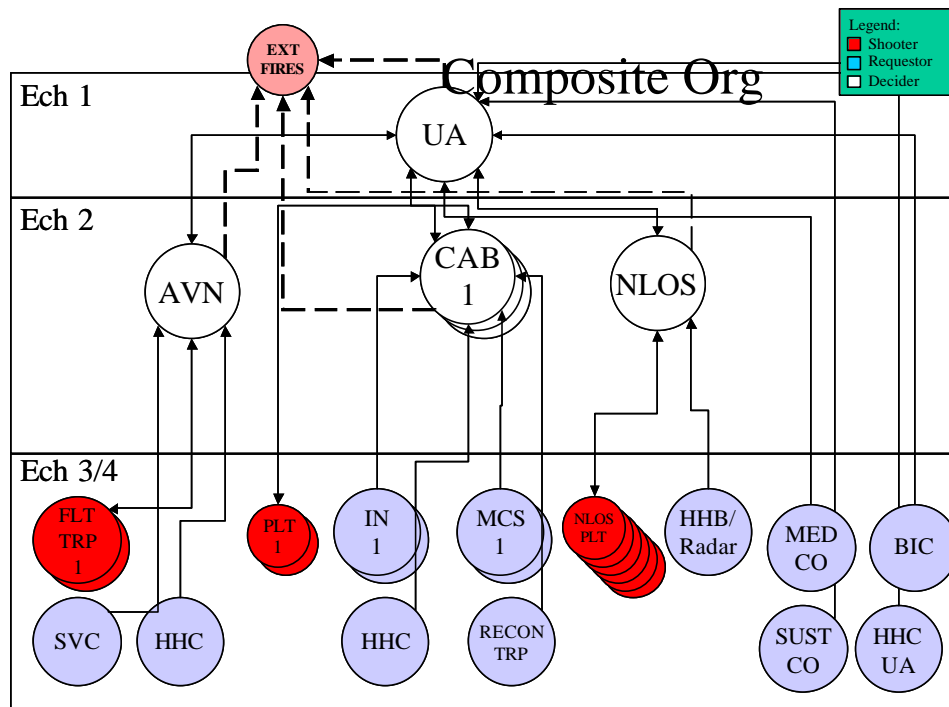 EXT
FIRES
Legend:
Shooter
Requestor
Decider
Composite Org
Ech 1
UA
Ech 2
AVN
CAB
1
NLOS
Ech 3/4
FLT
TRP
1
PLT
1
IN
1
MCS
1
NLOS
PLT
HHB/
Radar
MED
CO
BIC
SVC
HHC
HHC
RECON
TRP
SUST
CO
HHC
UA